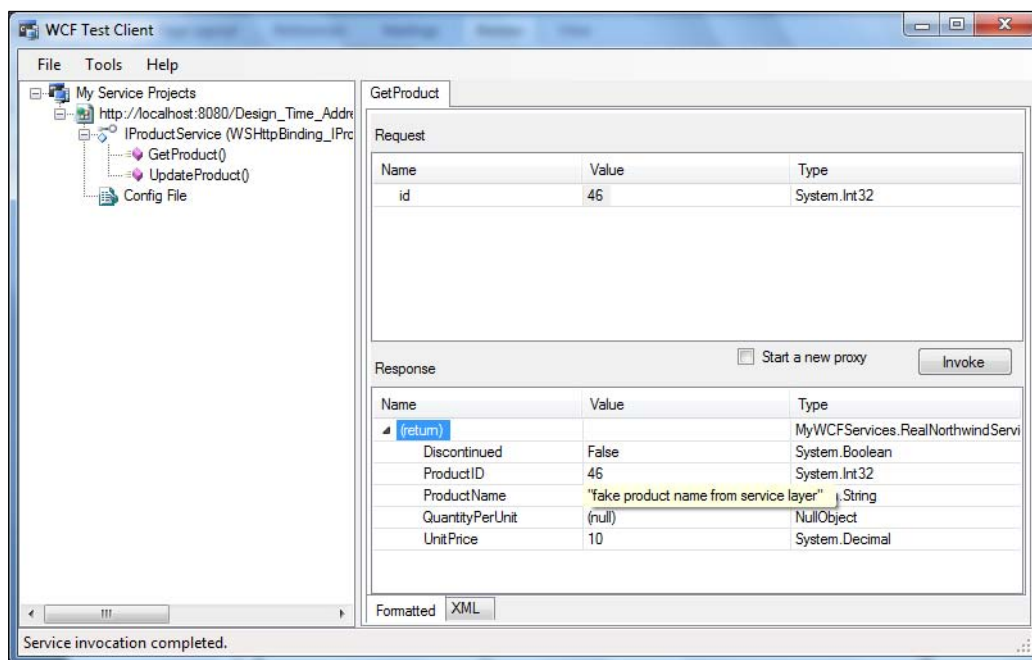 WCF Test Client
File Tools Help
My Service Projects
http://localhost:8080/Design_Time_Addre
IProductService (WSHttpBinding_IPro
GetProduct()
UpdateProduct()
Config File
GetProduct
Request
Name Value Type
id 46 System.Int32
Start a new proxy Invoke
Response
Name Value Type
(return) MyWCFServices.RealNorthwindServi
Discontinued False System.Boolean
ProductID 46 System.Int32
ProductName "fake product name from service layer" .String
QuantityPerUnit (null) NullObject
UnitPrice 10 System.Decimal
Formatted XML
Service invocation completed.